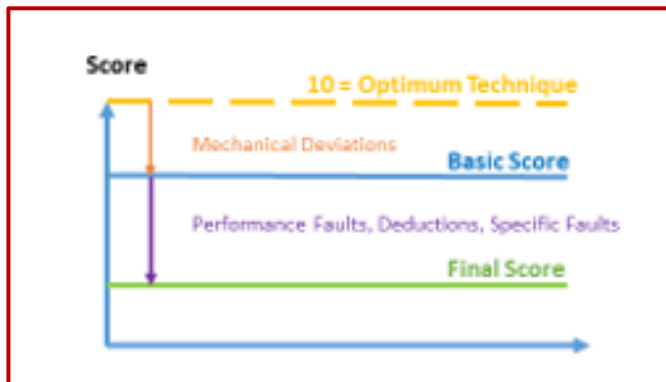 Score
10 = Optimum Technique
Mechanical Deviations
Basic Score
Performance Faults, Deductions, Specific Faults
Final Score